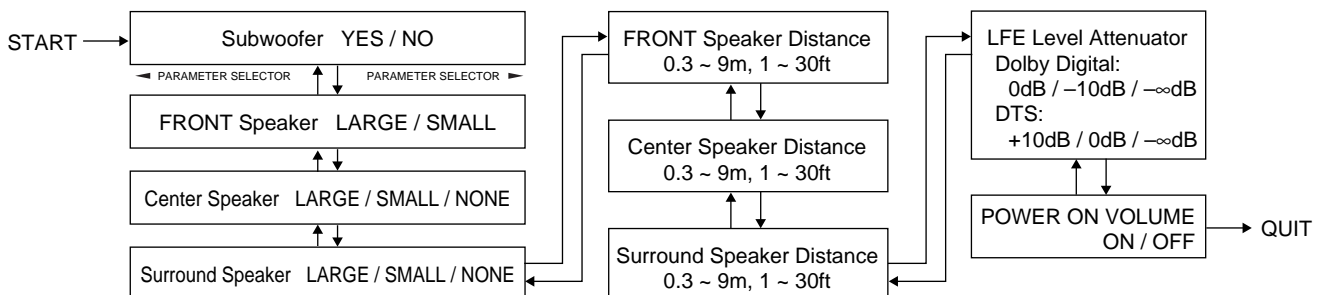 START
Subwoofer YES / NO
◄ PARAMETER SELECTOR PARAMETER SELECTOR ►
FRONT Speaker LARGE / SMALL
Center Speaker LARGE / SMALL / NONE
Surround Speaker LARGE / SMALL / NONE
FRONT Speaker Distance
0.3 ~ 9m, 1 ~ 30ft
Center Speaker Distance
0.3 ~ 9m, 1 ~ 30ft
Surround Speaker Distance
0.3 ~ 9m, 1 ~ 30ft
LFE Level Attenuator
Dolby Digital:
0dB / –10dB / –∞dB
DTS:
+10dB / 0dB / –∞dB
POWER ON VOLUME
ON / OFF
QUIT